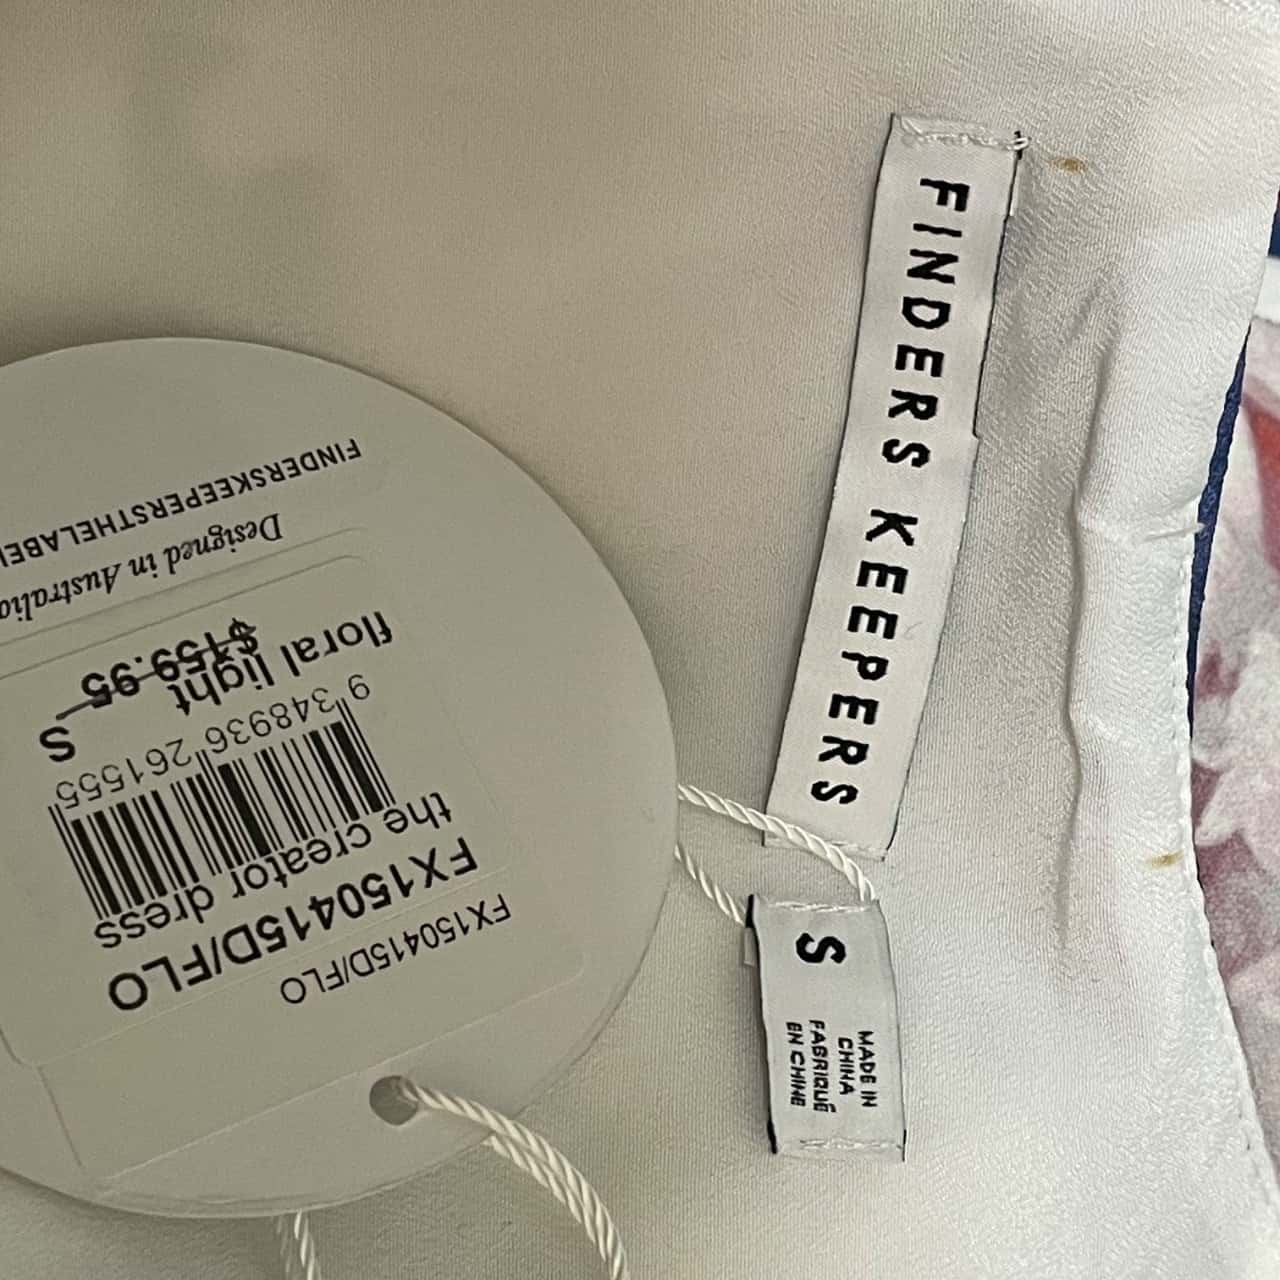 FINDERS KEEPERS
S
MADE IN
CHINA
FABRIQUÉ
EN CHINE
FX150415D/FLO
FX150415D/FLO
the creator dress
9 348936 261555
floral light
S
$159.95
Designed in Australia
FINDERSKEEPERSTHELABEL